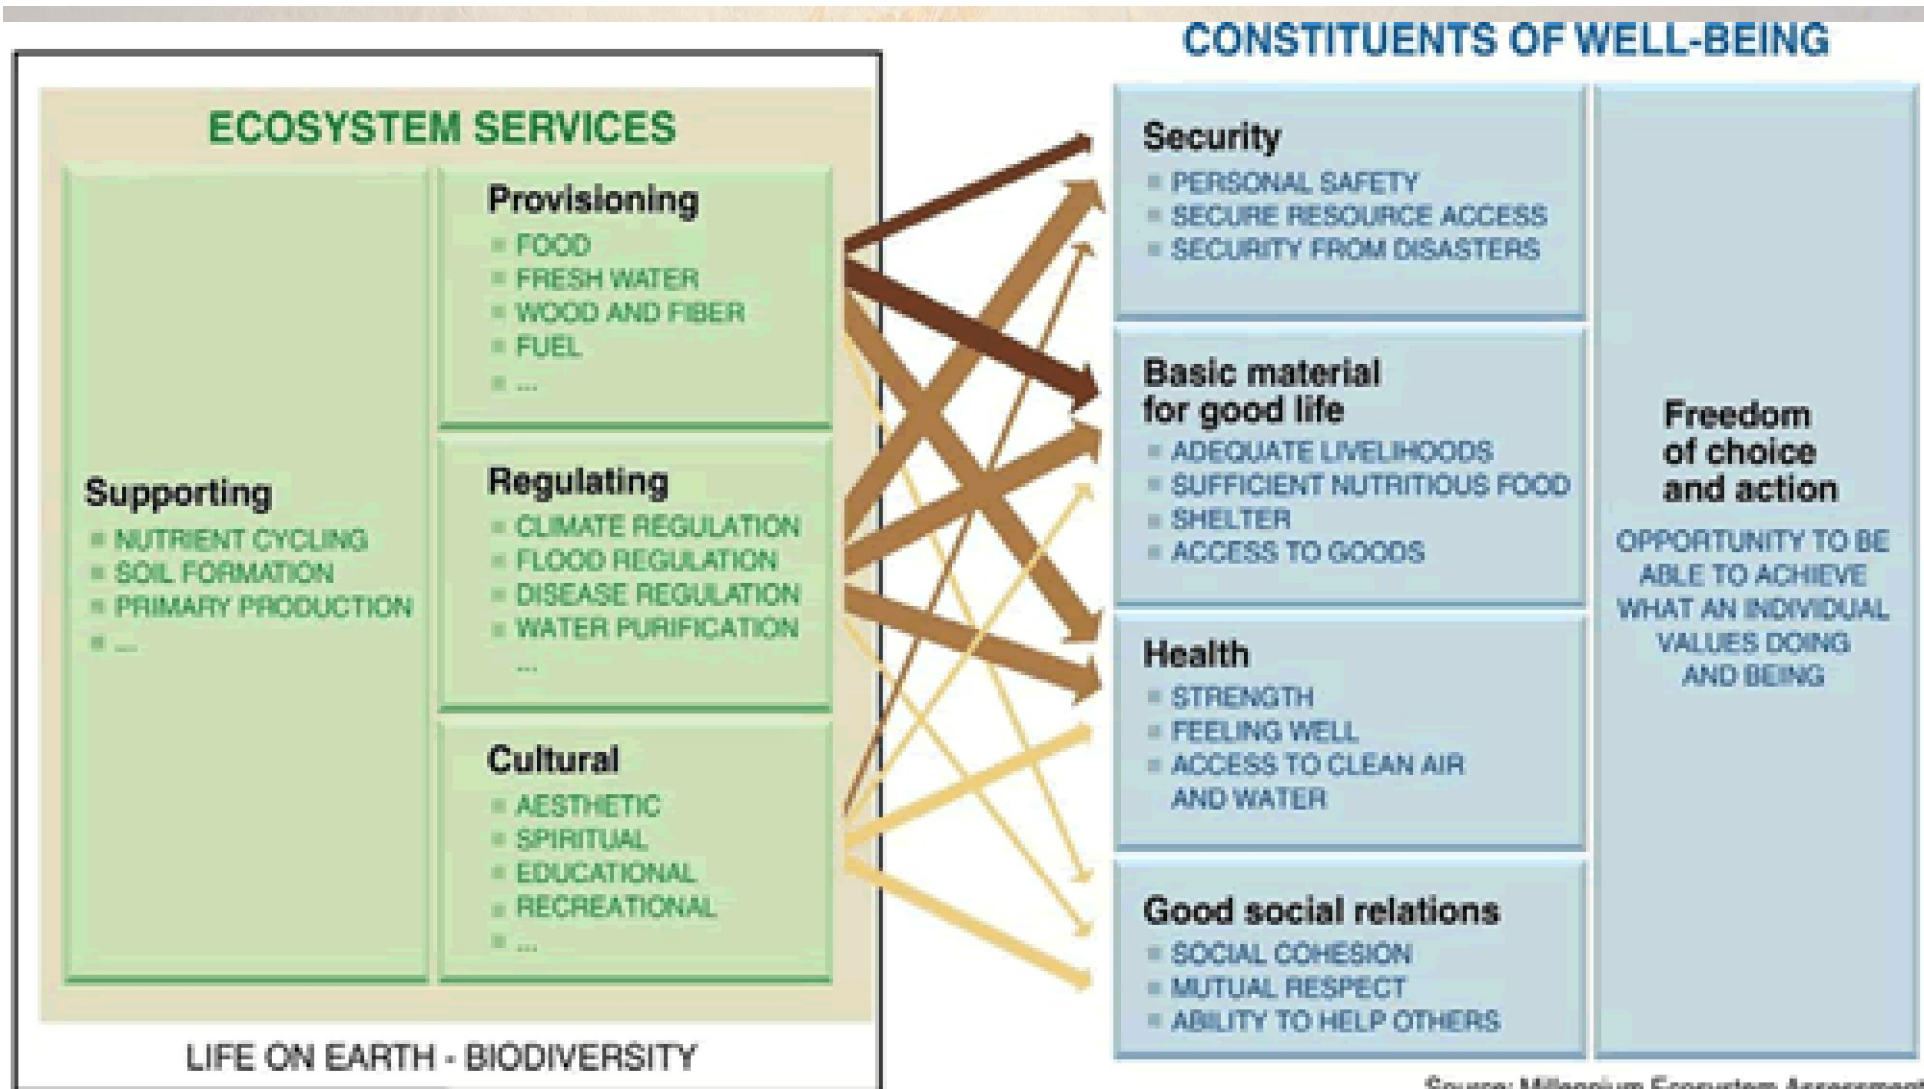 CONSTITUENTS OF WELL-BEING
ECOSYSTEM SERVICES
Supporting
NUTRIENT CYCLING
SOIL FORMATION
PRIMARY PRODUCTION
...
Provisioning
FOOD
FRESH WATER
WOOD AND FIBER
FUEL
...
Regulating
CLIMATE REGULATION
FLOOD REGULATION
DISEASE REGULATION
WATER PURIFICATION
...
Cultural
AESTHETIC
SPIRITUAL
EDUCATIONAL
RECREATIONAL
...
LIFE ON EARTH - BIODIVERSITY
Security
PERSONAL SAFETY
SECURE RESOURCE ACCESS
SECURITY FROM DISASTERS
Basic material
for good life
ADEQUATE LIVELIHOODS
SUFFICIENT NUTRITIOUS FOOD
SHELTER
ACCESS TO GOODS
Health
STRENGTH
FEELING WELL
ACCESS TO CLEAN AIR
AND WATER
Good social relations
SOCIAL COHESION
MUTUAL RESPECT
ABILITY TO HELP OTHERS
Freedom
of choice
and action
OPPORTUNITY TO BE
ABLE TO ACHIEVE
WHAT AN INDIVIDUAL
VALUES DOING
AND BEING
Source: Millennium Ecosystem Assessment